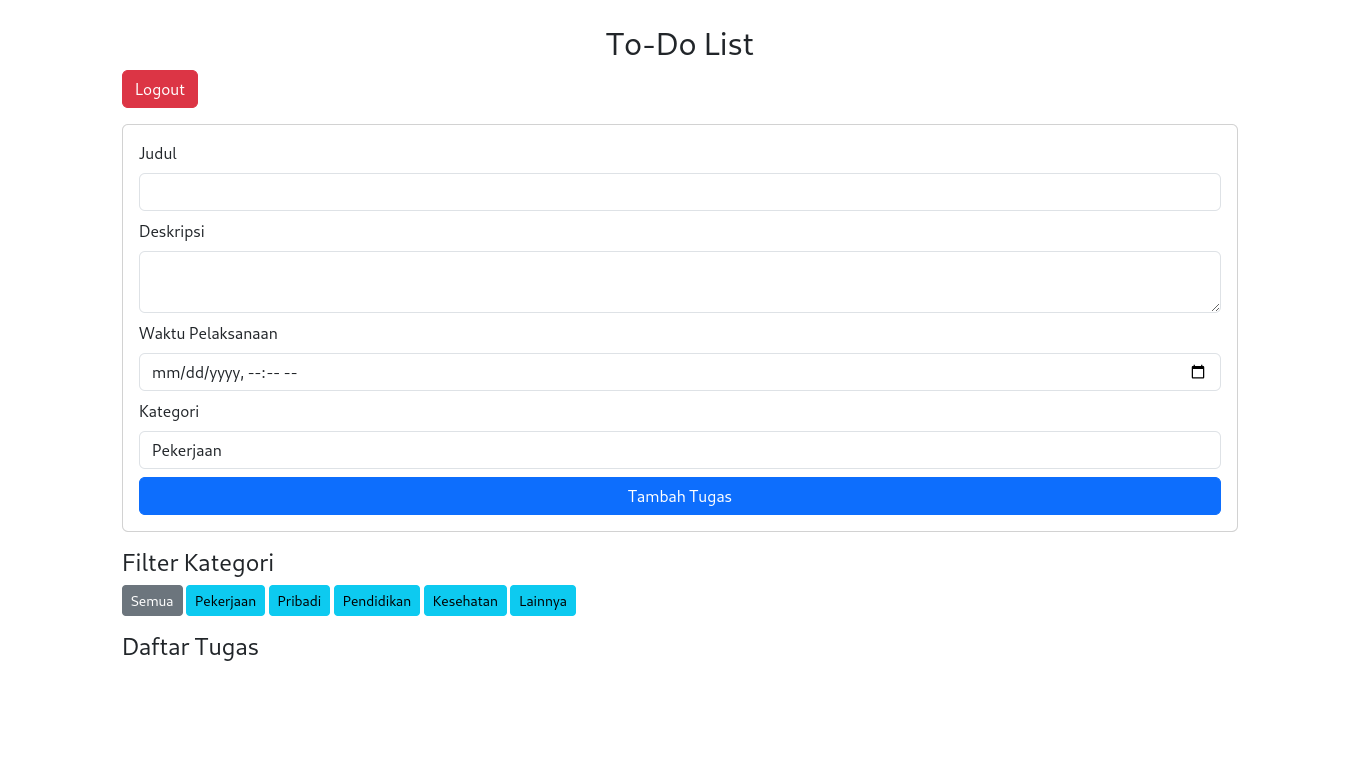 To-Do List
Logout
Judul
Deskripsi
Waktu Pelaksanaan
mm/dd/yyyy, --:-- --
Kategori
Pekerjaan
Tambah Tugas
Filter Kategori
Semua Pekerjaan Pribadi Pendidikan Kesehatan Lainnya
Daftar Tugas